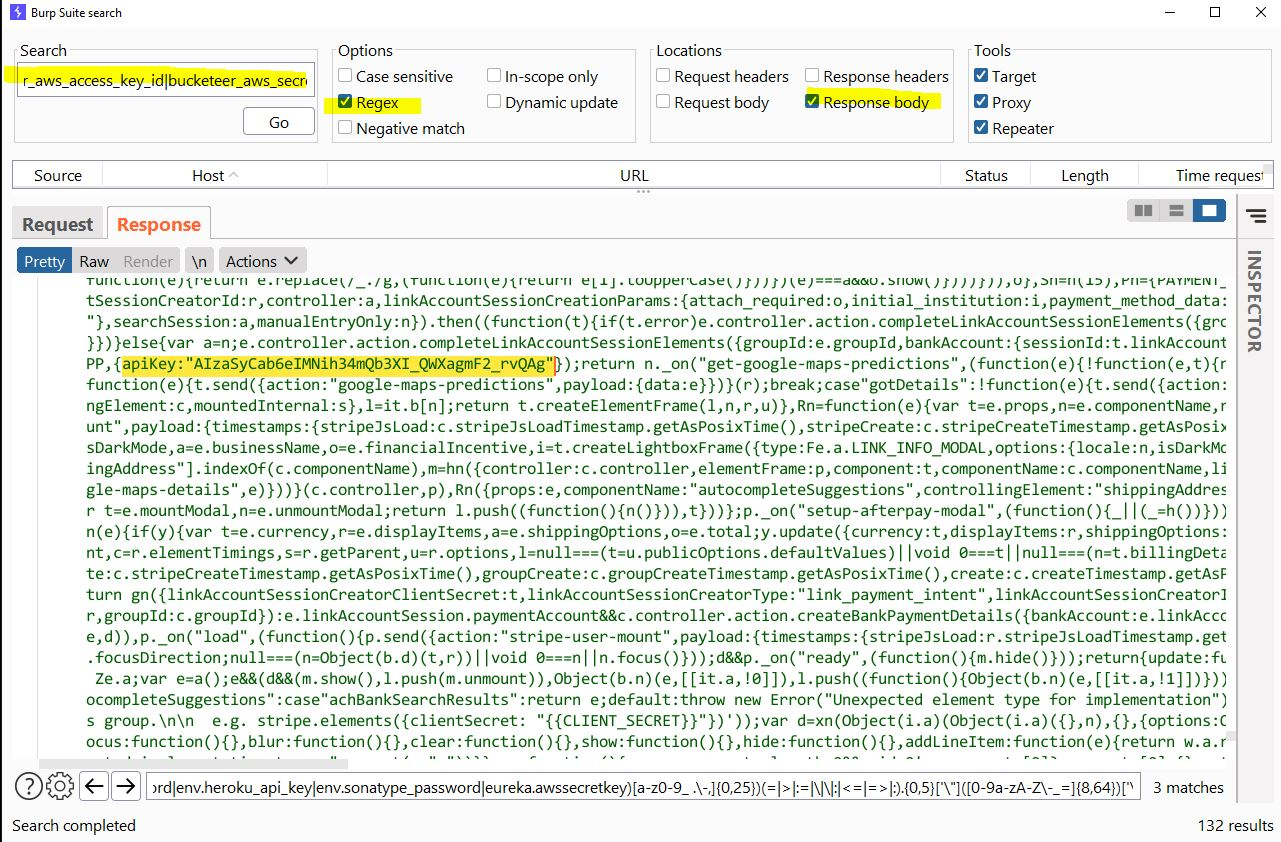 Burp Suite search
Search
r_aws_access_key_id|bucketeer_aws_secr
Go
Options
Case sensitive
In-scope only
Regex
Dynamic update
Negative match
Locations
Request headers
Response headers
Request body
Response body
Tools
Target
Proxy
Repeater
Source Host URL Status Length Time request
Request Response
Pretty Raw Render \n Actions
INSPECTOR
function(e){return e.replace(/_./g,(function(e){return e[1].toUpperCase()}))})(e)===a&&o.show()}))})),o},Sn=n(15),Ph={PAYMENT_
tSessionCreatorId:r,controller:a,linkAccountSessionCreationParams:{attach_required:o,initial_institution:i,payment_method_data:
"},searchSession:a,manualEntryOnly:n}).then((function(t){if(t.error)e.controller.action.completeLinkAccountSessionElements({gro
}})}else{var a=n;e.controller.action.completeLinkAccountSessionElements({groupId:e.groupId,bankAccount:{sessionId:t.linkAccount
PP,{apiKey:"AIzaSyCab6eIMNih34mQb3XI_QWXagmF2_rvQAg"});return n._on("get-google-maps-predictions",(function(e){!function(e,t){n
function(e){t.send({action:"google-maps-predictions",payload:{data:e}})}(r);break;case"gotDetails":!function(e){t.send({action:
ngElement:c,mountedInternal:s},l=it.b[n];return t.createElementFrame(l,n,r,u)},Rn=function(e){var t=e.props,n=e.componentName,r
unt",payload:{timestamps:{stripeJsLoad:c.stripeJsLoadTimestamp.getAsPosixTime(),stripeCreate:c.stripeCreateTimestamp.getAsPosix
sDarkMode,a=e.businessName,o=e.financialIncentive,i=t.createLightboxFrame({type:Fe.a.LINK_INFO_MODAL,options:{locale:n,isDarkMo
ingAddress"].indexOf(c.componentName),m=hn({controller:c.controller,elementFrame:p,component:t,componentName:c.componentName,li
gle-maps-details",e)}))}(c.controller,p),Rn({props:e,componentName:"autocompleteSuggestions",controllingElement:"shippingAddres
r t=e.mountModal,n=e.unmountModal;return l.push((function(){n()})),t}))};p._on("setup-afterpay-modal",(function(){_||(_=h())}))
n(e){if(y){var t=e.currency,r=e.displayItems,a=e.shippingOptions,o=e.total;y.update({currency:t,displayItems:r,shippingOptions:
nt,c=r.elementTimings,s=r.getParent,u=r.options,l=null===(t=u.publicOptions.defaultValues)||void 0===t||null===(n=t.billingDeta
te:c.stripeCreateTimestamp.getAsPosixTime(),groupCreate:c.groupCreateTimestamp.getAsPosixTime(),create:c.createTimestamp.getAsP
turn gn({linkAccountSessionCreatorClientSecret:t,linkAccountSessionCreatorType:"link_payment_intent",linkAccountSessionCreatorI
r,groupId:c.groupId}):e.linkAccountSession.paymentAccount&&c.controller.action.createBankPaymentDetails({bankAccount:e.linkAcco
e,d)),p._on("load",(function(){p.send({action:"stripe-user-mount",payload:{timestamps:{stripeJsLoad:r.stripeJsLoadTimestamp.get
.focusDirection;null===(n=Object(b.d)(t,r))||void 0===n||n.focus()}));d&&p._on("ready",(function(){m.hide()}));return{update:fu
Ze.a;var e=a();e&&(d&&(m.show(),l.push(m.unmount)),Object(b.n)(e,[[it.a,!0]]),l.push((function(){Object(b.n)(e,[[it.a,!1]])}))
ocompleteSuggestions":case"achBankSearchResults":return e;default:throw new Error("Unexpected element type for implementation")
s group.\n\n e.g. stripe.elements({clientSecret: "{{CLIENT_SECRET}}"})'));var d=xn(Object(i.a)(Object(i.a)({},n),{},{options:O
ocus:function(){},blur:function(){},clear:function(){},show:function(){},hide:function(){},addLineItem:function(e){return w.a.r
ord|env.heroku_api_key|env.sonatype_password|eureka.awssecretkey)[a-z0-9_ .\-,]{0,25})(=|>|:=|\|\|:|<=|=>|:).{0,5}['\"]([0-9a-zA-Z\-_=]{8,64})['\
3 matches
Search completed
132 results